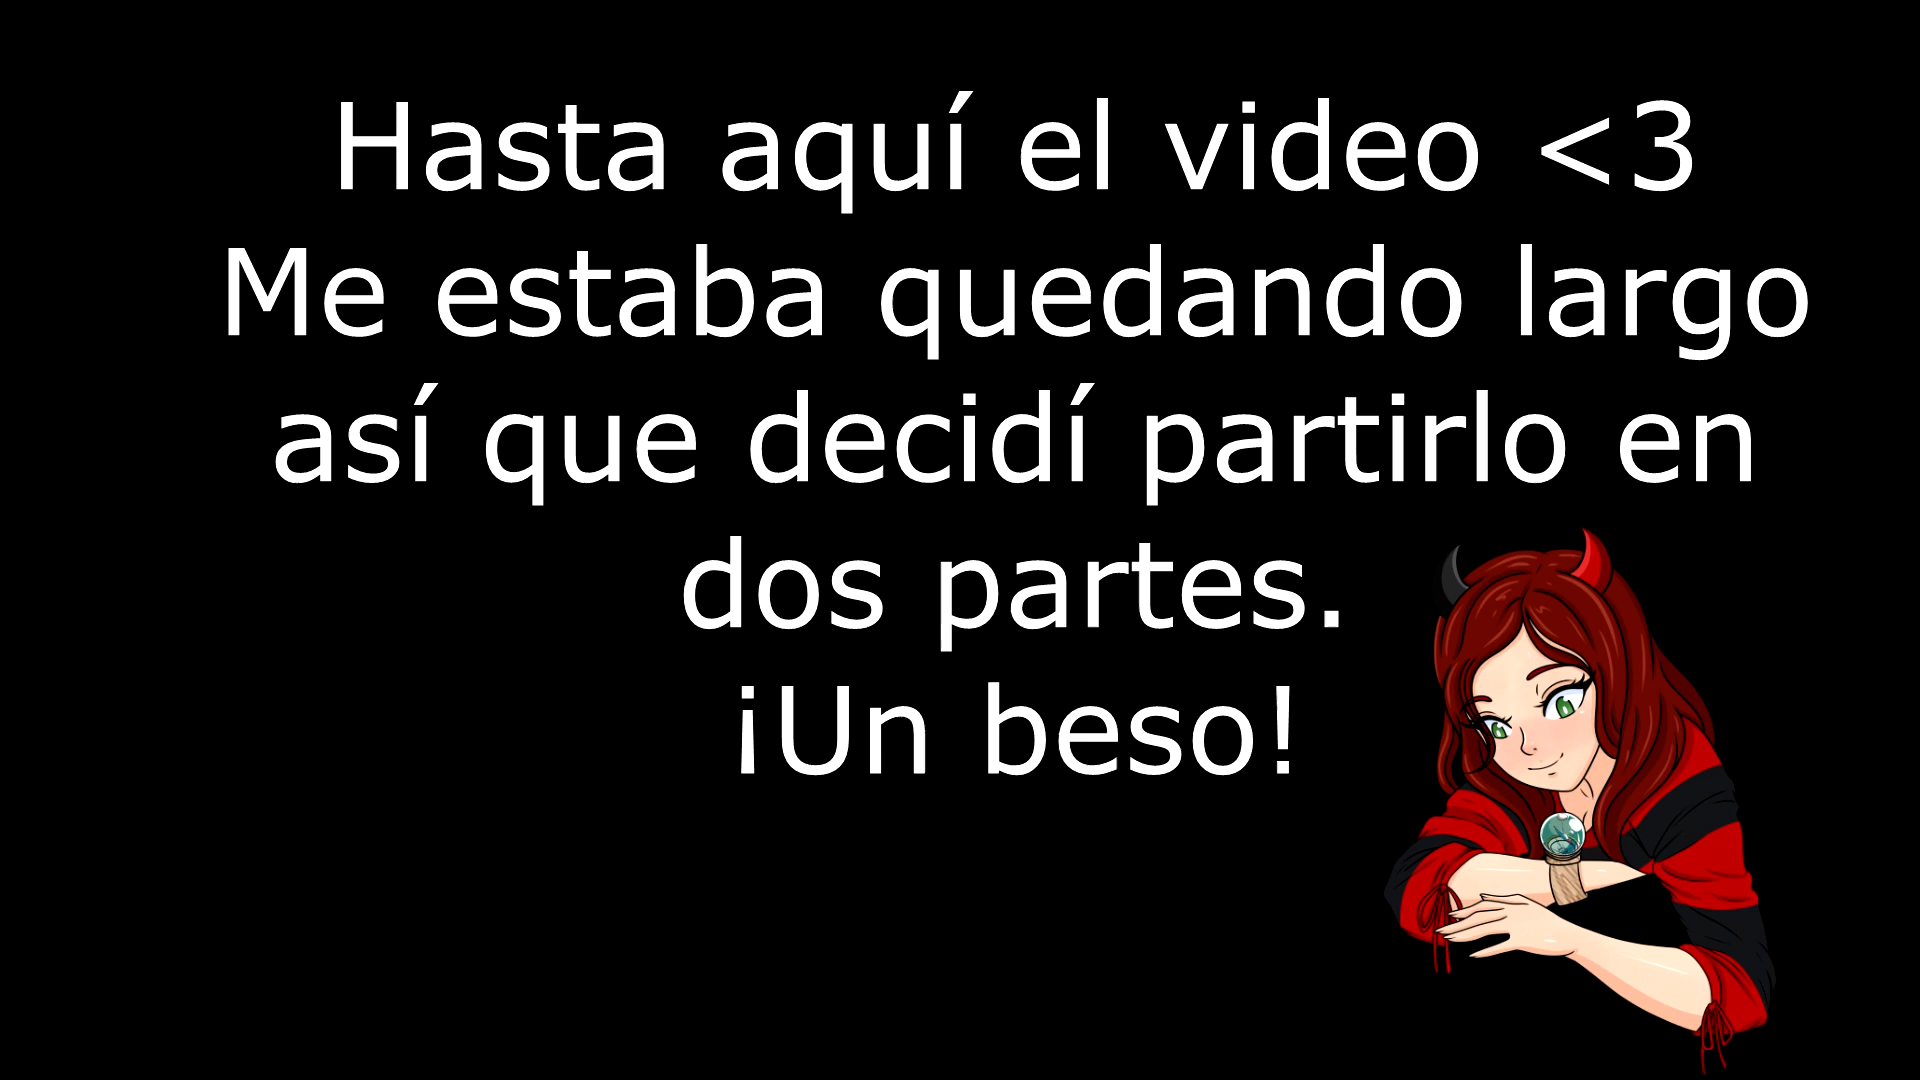 Hasta aquí el video <3
Me estaba quedando largo
así que decidí partirlo en
dos partes.
¡Un beso!